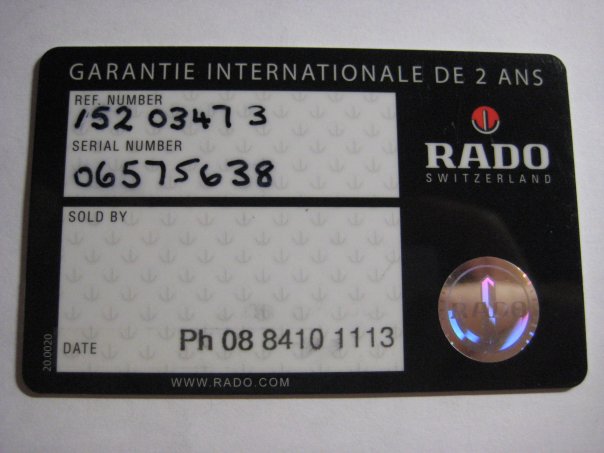 GARANTIE INTERNATIONALE DE 2 ANS
REF. NUMBER
152 0347 3
SERIAL NUMBER
06575638
RADO
SWITZERLAND
SOLD BY
RADO
DATE
Ph 08 8410 1113
20.0020
WWW.RADO.COM